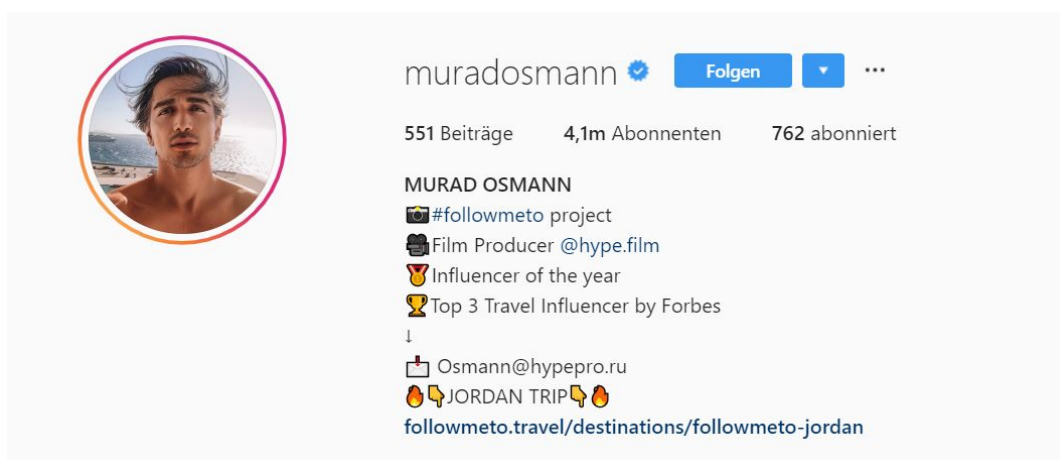 muradosmann Folgen
551 Beiträge 4,1m Abonnenten 762 abonniert
MURAD OSMANN
#followmeto project
Film Producer @hype.film
Influencer of the year
Top 3 Travel Influencer by Forbes
↓
Osmann@hypepro.ru
JORDAN TRIP
followmeto.travel/destinations/followmeto-jordan